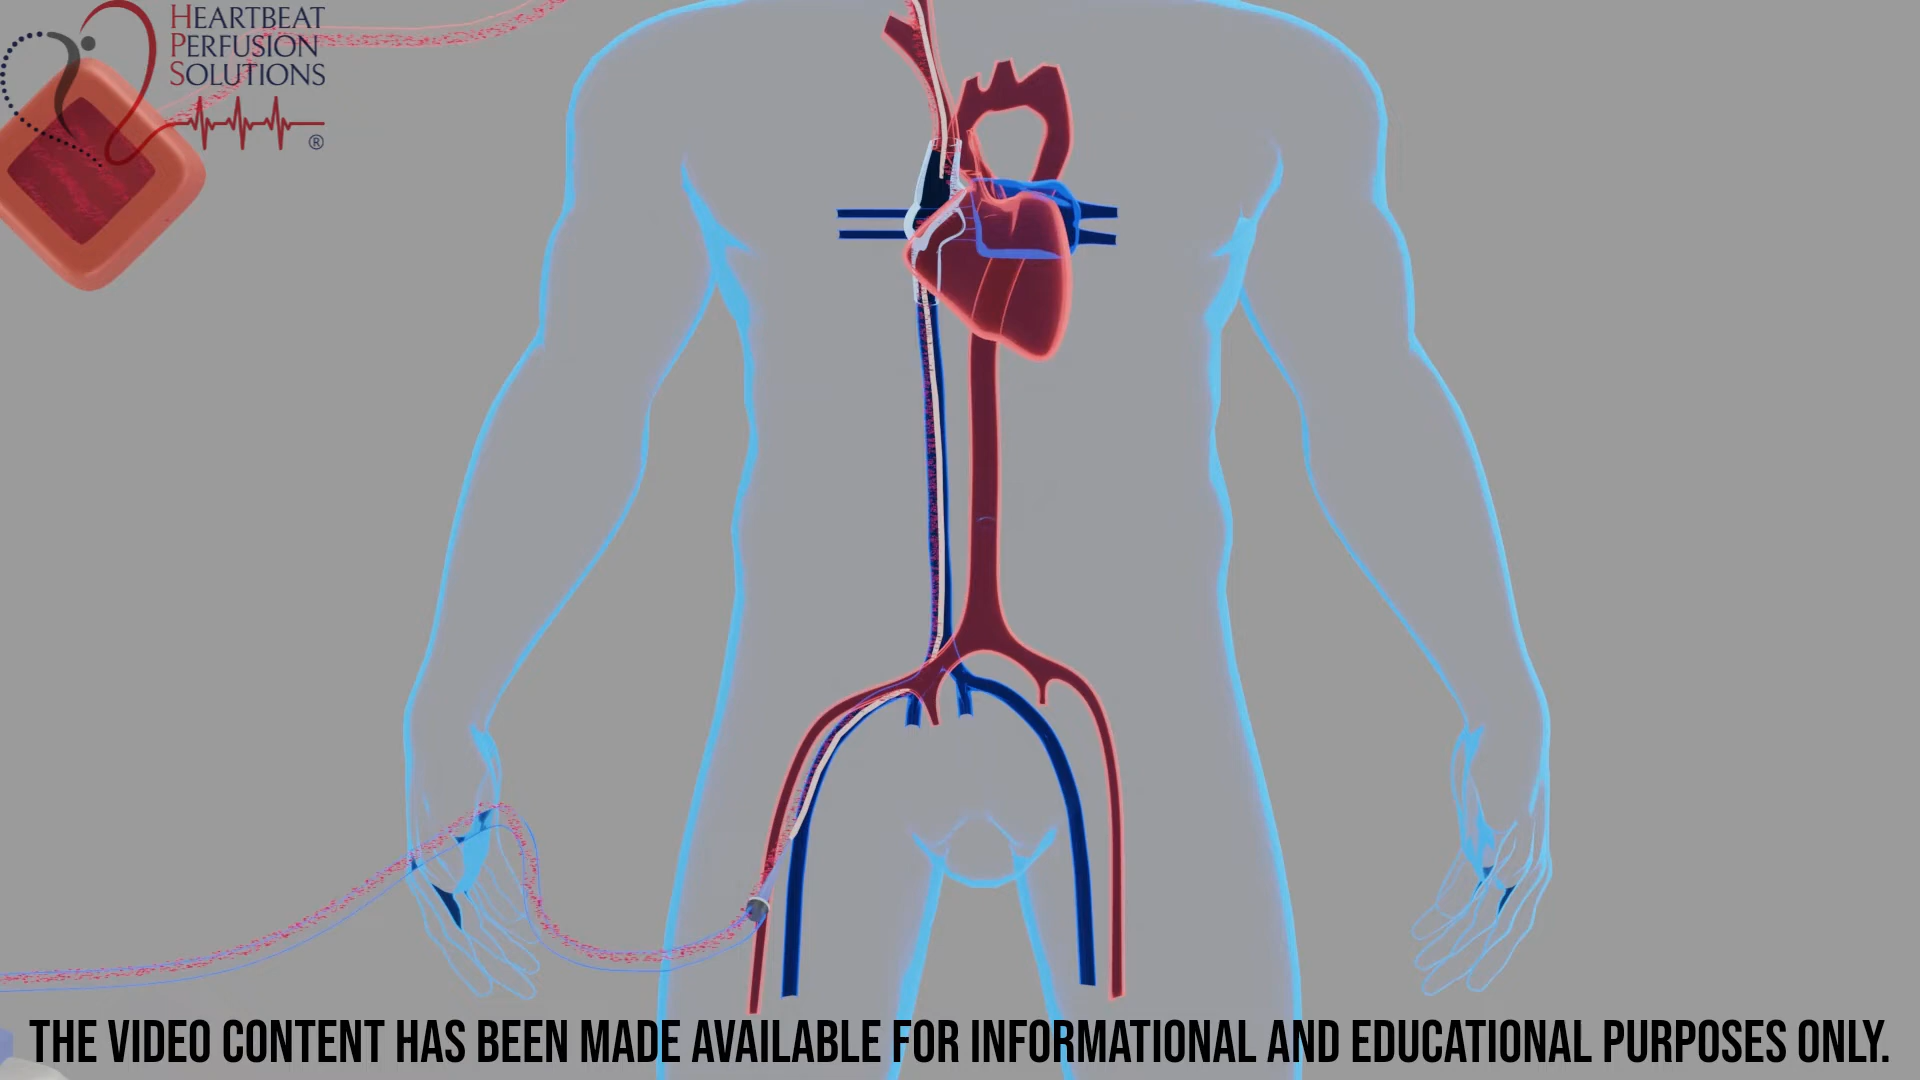 HEARTBEAT
PERFUSION
SOLUTIONS
®
THE VIDEO CONTENT HAS BEEN MADE AVAILABLE FOR INFORMATIONAL AND EDUCATIONAL PURPOSES ONLY.